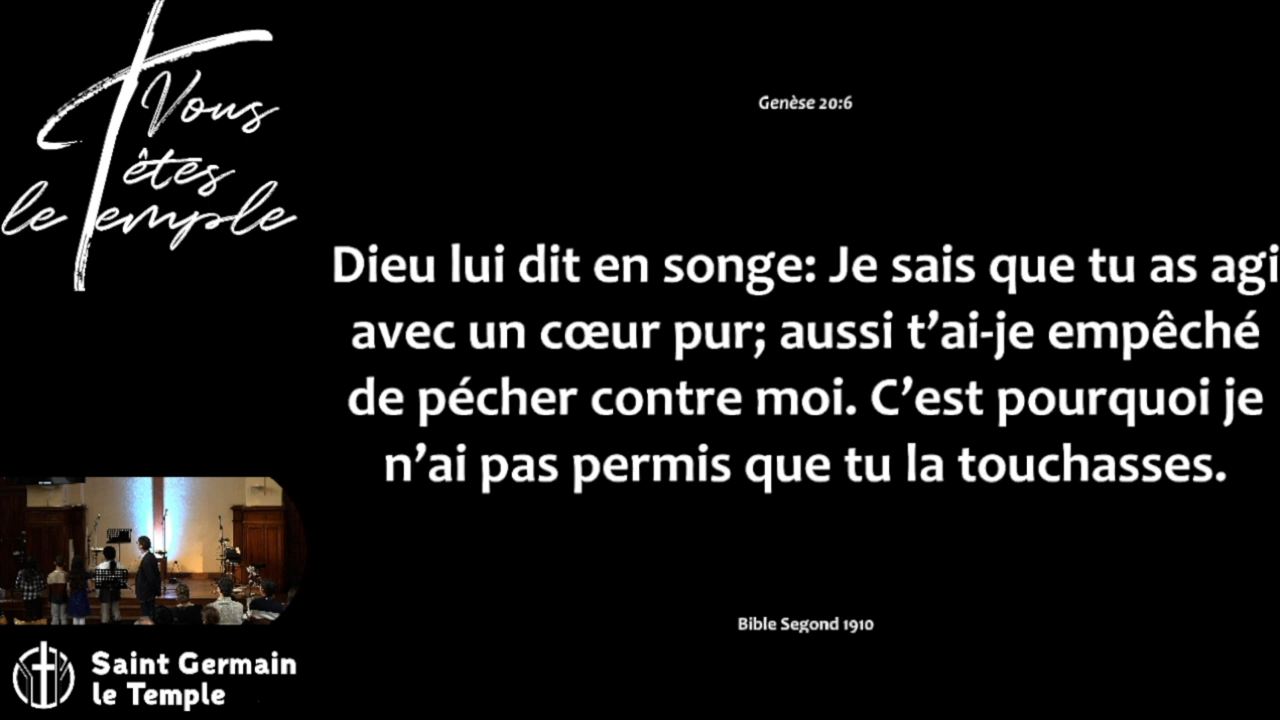 Vous
êtes
le Temple
Genèse 20:6
Dieu lui dit en songe: Je sais que tu as agi
avec un cœur pur; aussi t’ai-je empêché
de pécher contre moi. C’est pourquoi je
n’ai pas permis que tu la touchasses.
Bible Segond 1910
Saint Germain
le Temple